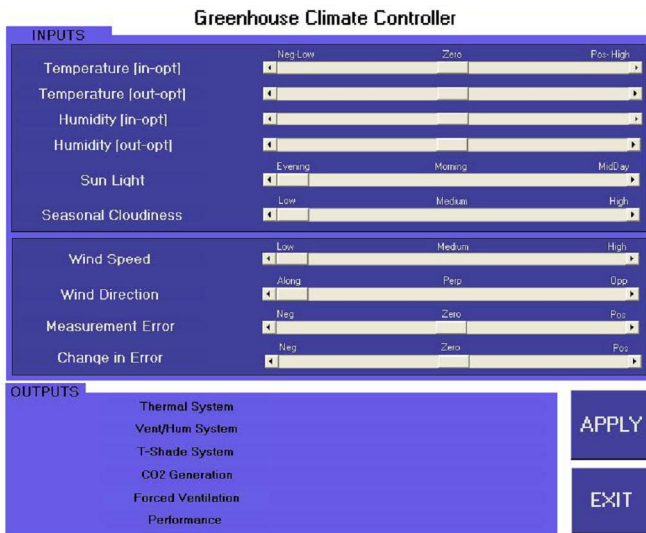 Greenhouse Climate Controller
INPUTS
Neg-Low Zero Pos-High
Temperature [in-opt]
Temperature [out-opt]
Humidity [in-opt]
Humidity [out-opt]
Evening Morning MidDay
Sun Light
Low Medium High
Seasonal Cloudiness
Low Medium High
Wind Speed
Along Perp Opp
Wind Direction
Neg Zero Pos
Measurement Error
Neg Zero Pos
Change in Error
OUTPUTS
Thermal System
Vent/Hum System
T-Shade System
CO2 Generation
Forced Ventilation
Performance
APPLY
EXIT